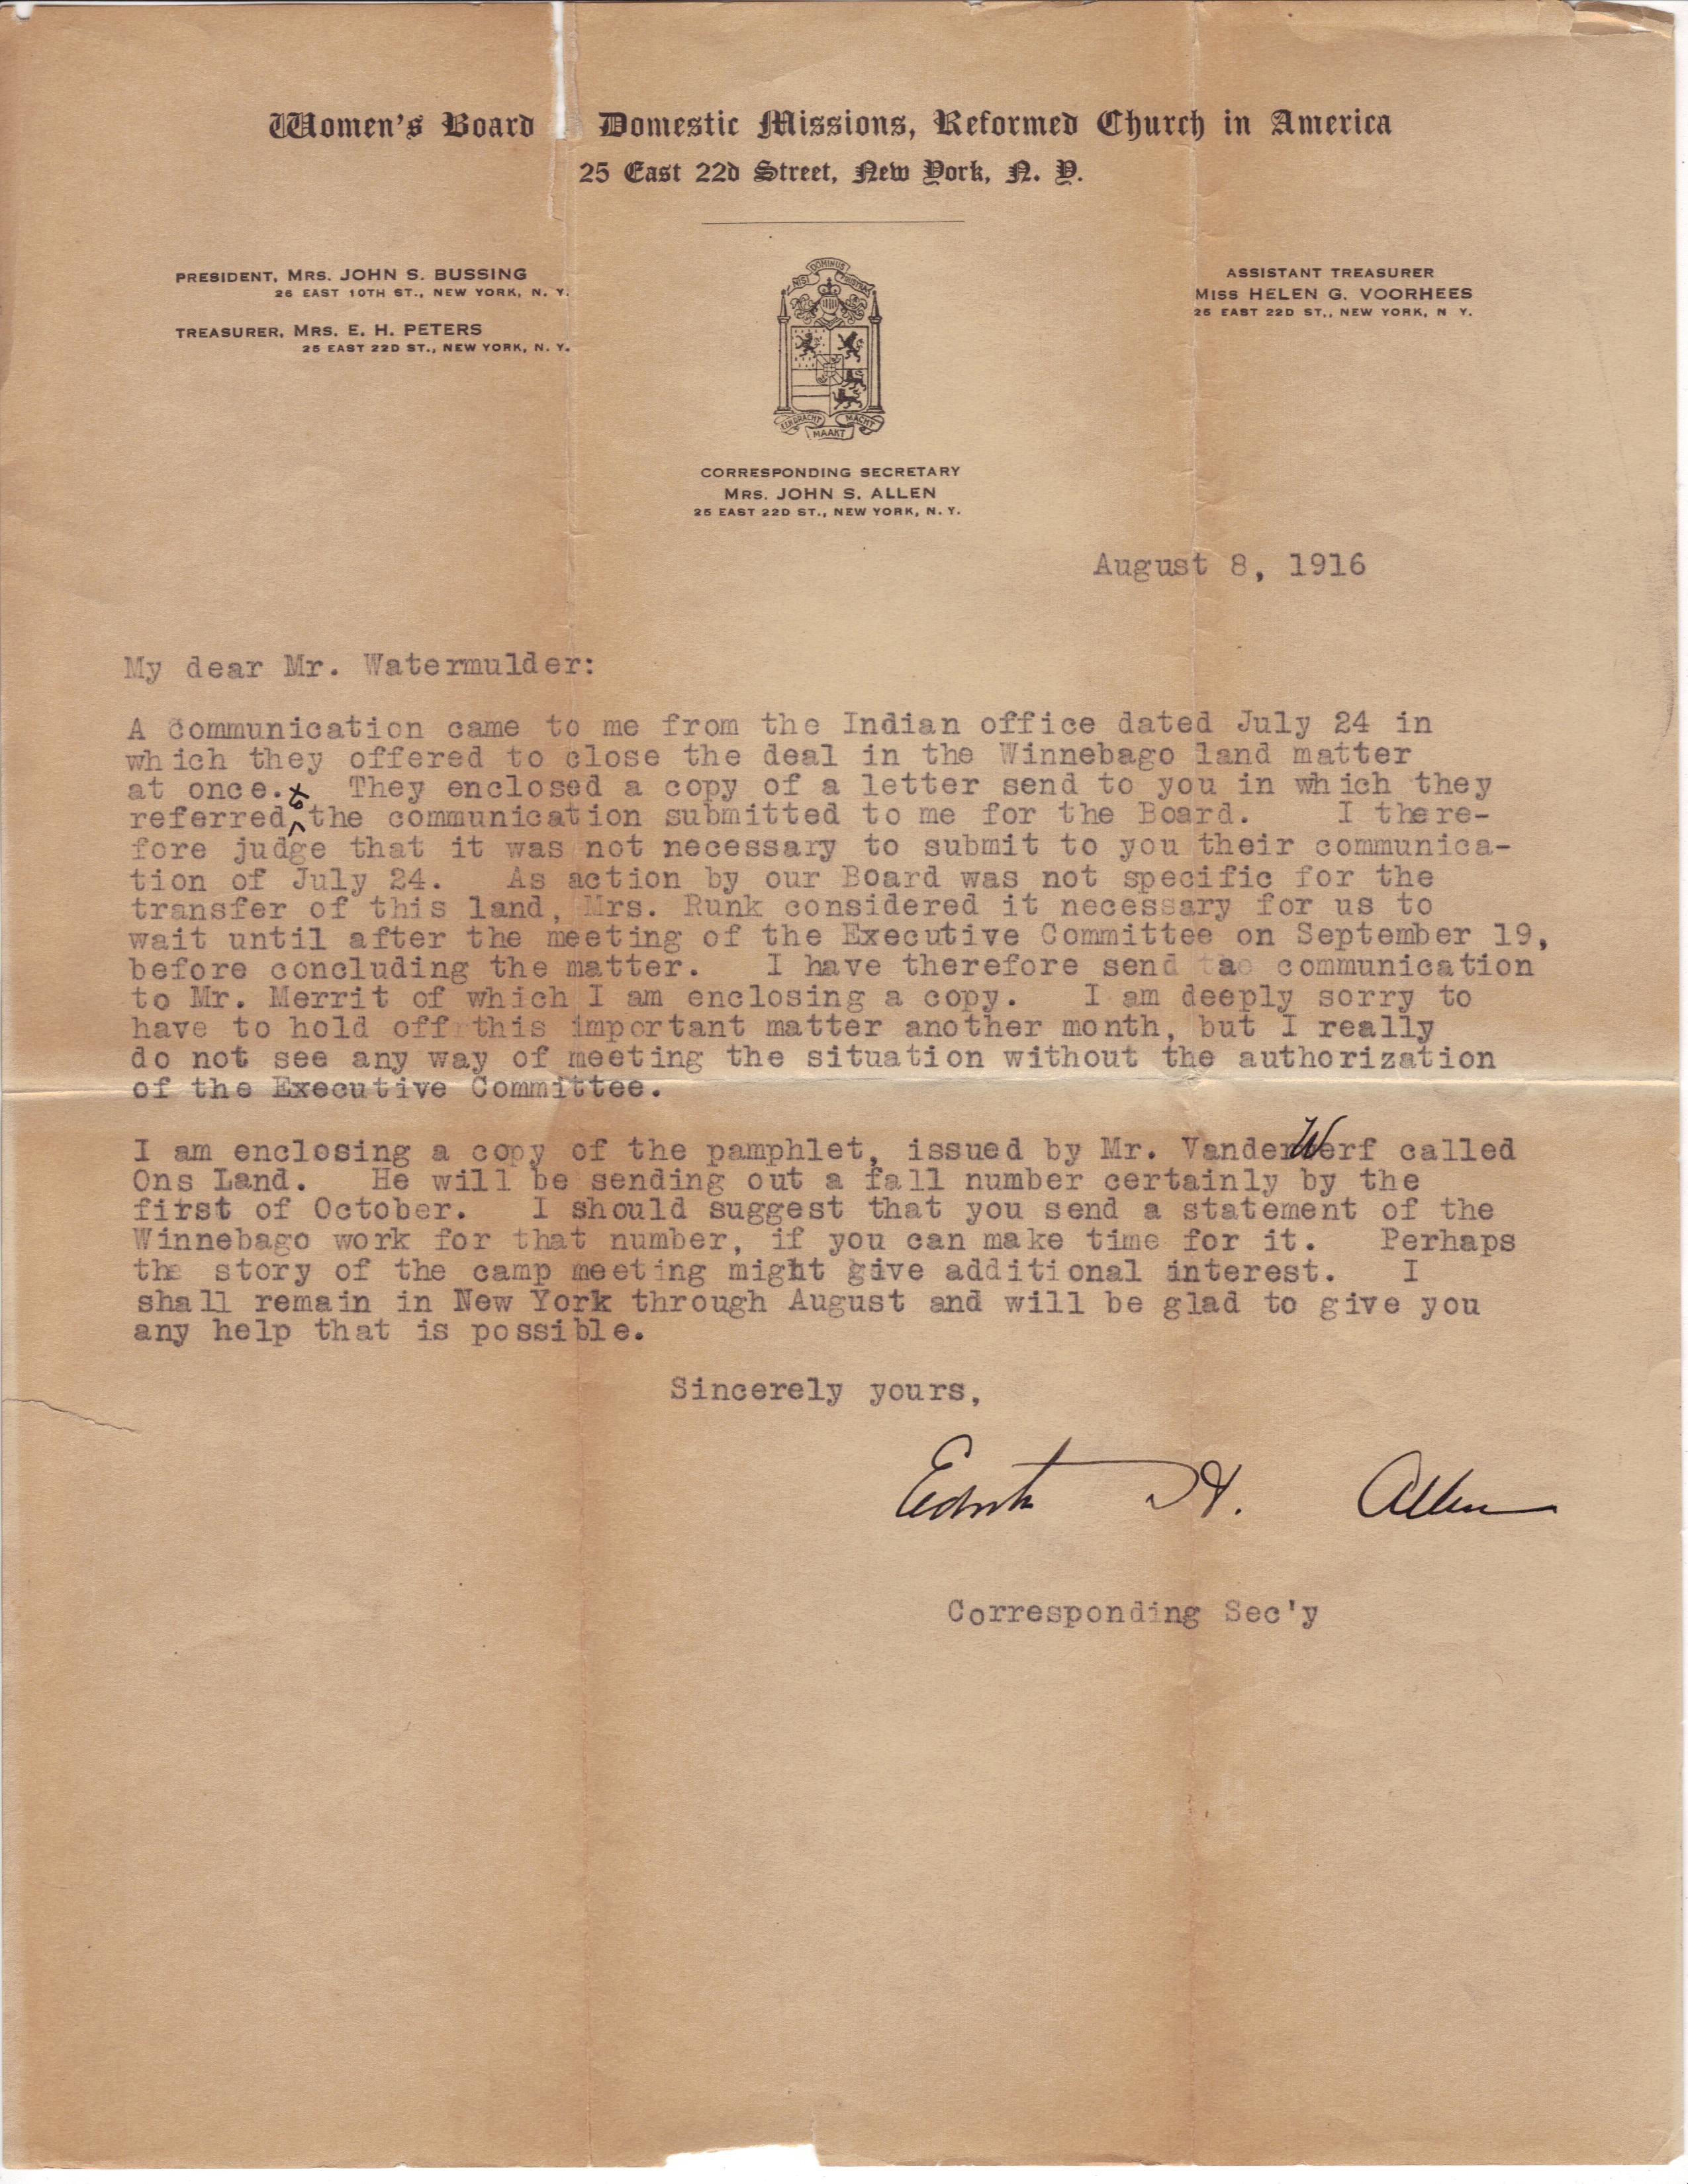 Women's Board Domestic Missions, Reformed Church in America
25 East 22d Street, New York, N. Y.
PRESIDENT, MRS. JOHN S. BUSSING
26 EAST 10TH ST., NEW YORK, N. Y.
TREASURER, MRS. E. H. PETERS
25 EAST 22D ST., NEW YORK, N. Y.
ASSISTANT TREASURER
MISS HELEN G. VOORHEES
25 EAST 22D ST., NEW YORK, N Y.
NISI DOMINUS FRUSTRA
EENDRACHT MAAKT MACHT
CORRESPONDING SECRETARY
MRS. JOHN S. ALLEN
25 EAST 22D ST., NEW YORK, N. Y.
August 8, 1916
My dear Mr. Watermulder:
A Communication came to me from the Indian office dated July 24 in
which they offered to close the deal in the Winnebago land matter
at once. They enclosed a copy of a letter send to you in which they
referred to the communication submitted to me for the Board. I there-
fore judge that it was not necessary to submit to you their communica-
tion of July 24. As action by our Board was not specific for the
transfer of this land, Mrs. Runk considered it necessary for us to
wait until after the meeting of the Executive Committee on September 19,
before concluding the matter. I have therefore send a communication
to Mr. Merrit of which I am enclosing a copy. I am deeply sorry to
have to hold off this important matter another month, but I really
do not see any way of meeting the situation without the authorization
of the Executive Committee.
I am enclosing a copy of the pamphlet, issued by Mr. VanderWerf called
Ons Land. He will be sending out a fall number certainly by the
first of October. I should suggest that you send a statement of the
Winnebago work for that number, if you can make time for it. Perhaps
the story of the camp meeting might give additional interest. I
shall remain in New York through August and will be glad to give you
any help that is possible.
Sincerely yours,
Edith H. Allen
Corresponding Sec'y